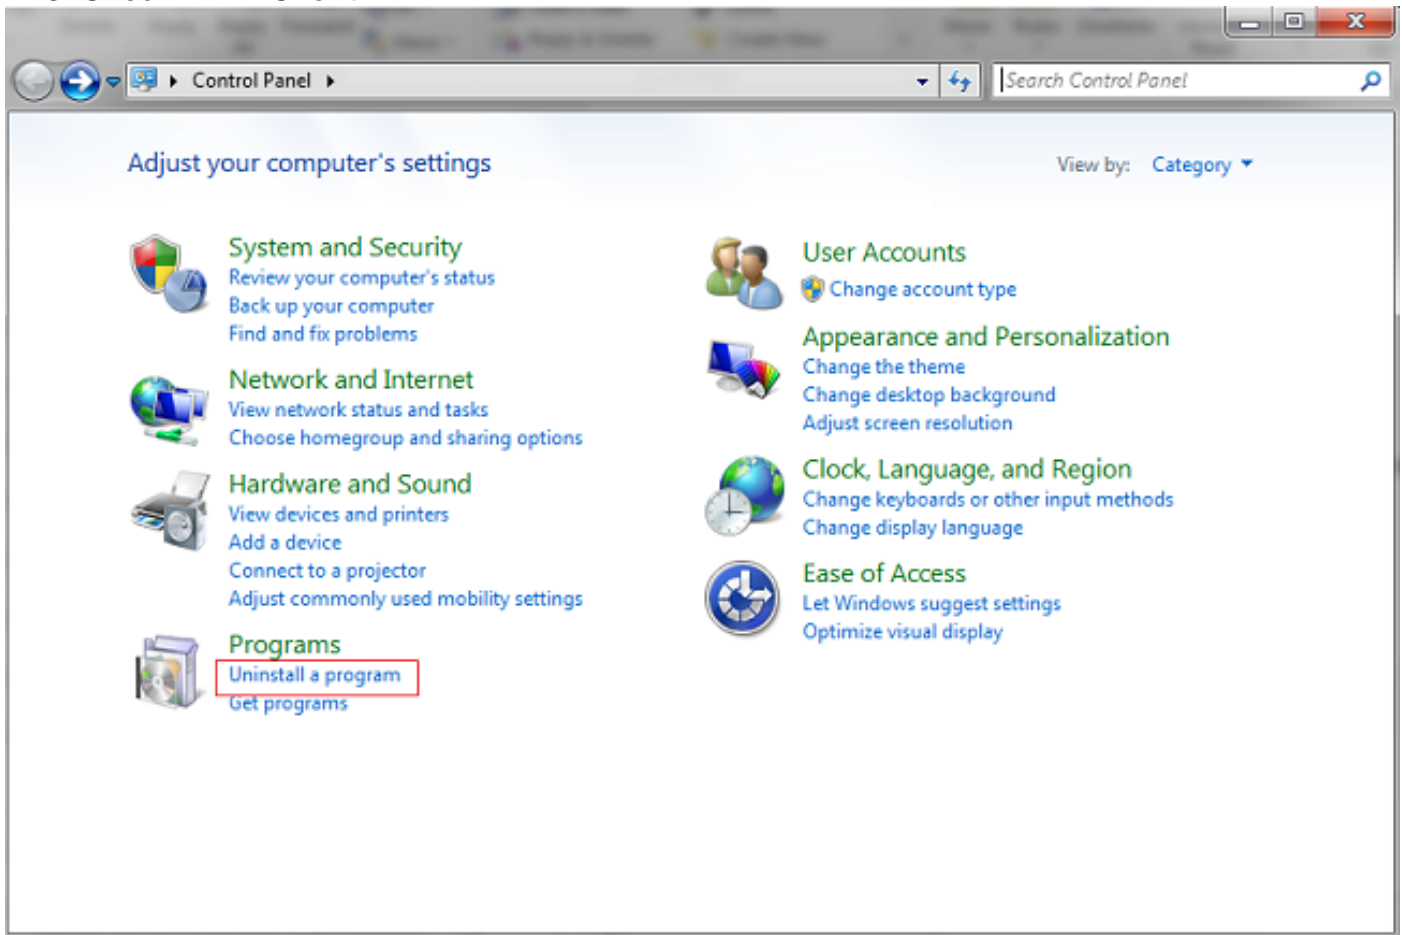 Control Panel
Search Control Panel
Adjust your computer's settings
View by: Category
System and Security
Review your computer's status
Back up your computer
Find and fix problems
Network and Internet
View network status and tasks
Choose homegroup and sharing options
Hardware and Sound
View devices and printers
Add a device
Connect to a projector
Adjust commonly used mobility settings
Programs
Uninstall a program
Get programs
User Accounts
Change account type
Appearance and Personalization
Change the theme
Change desktop background
Adjust screen resolution
Clock, Language, and Region
Change keyboards or other input methods
Change display language
Ease of Access
Let Windows suggest settings
Optimize visual display